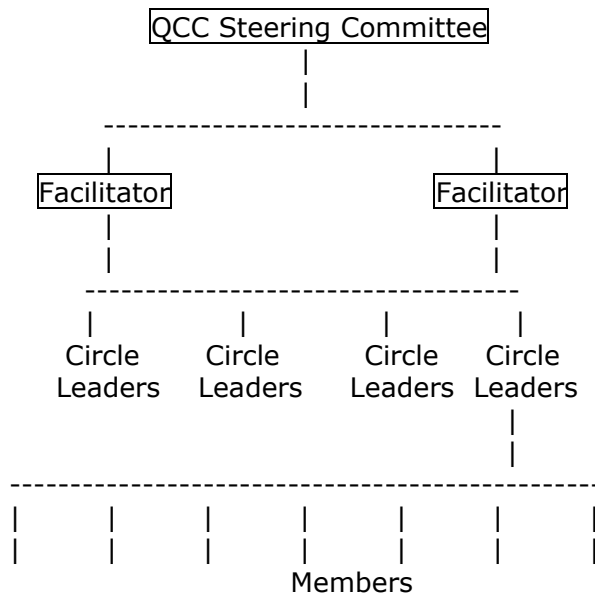 QCC Steering Committee
Facilitator Facilitator
Circle Circle Circle Circle
Leaders Leaders Leaders Leaders
Members